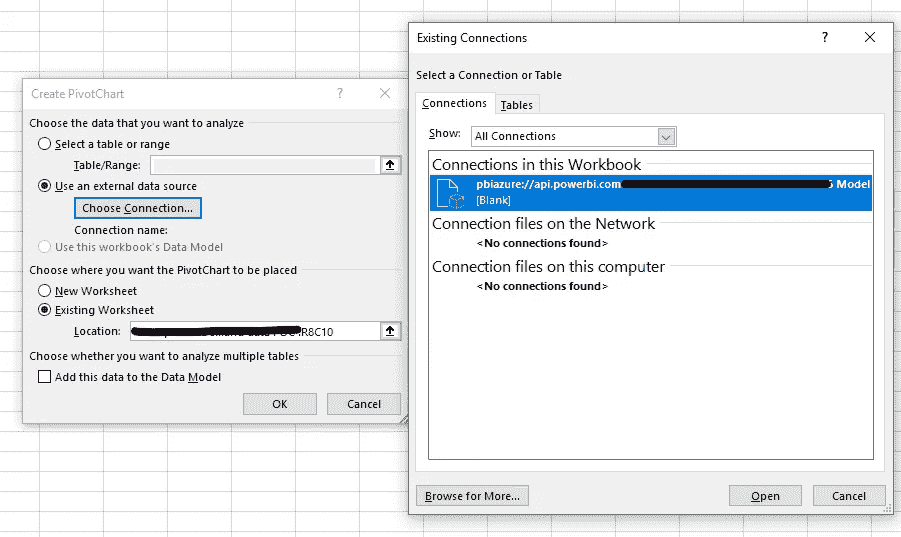 Create PivotChart
?
Choose the data that you want to analyze
Select a table or range
Table/Range:
Use an external data source
Choose Connection...
Connection name:
Use this workbook's Data Model
Choose where you want the PivotChart to be placed
New Worksheet
Existing Worksheet
Location: R8C10
Choose whether you want to analyze multiple tables
Add this data to the Data Model
OK Cancel
Existing Connections
?
Select a Connection or Table
Connections Tables
Show: All Connections
Connections in this Workbook
pbiazure://api.powerbi.com Model
[Blank]
Connection files on the Network
<No connections found>
Connection files on this computer
<No connections found>
Browse for More... Open Cancel